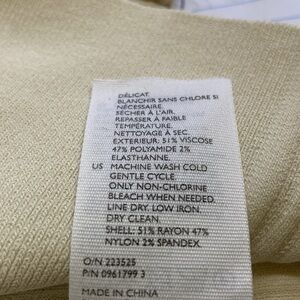 DÉLICAT.
BLANCHIR SANS CHLORE SI
NÉCESSAIRE.
SÉCHER À L'AIR.
REPASSER À FAIBLE
TEMPÉRATURE.
NETTOYAGE À SEC.
EXTERIEUR: 51% VISCOSE
47% POLYAMIDE 2%
ELASTHANNE.
US MACHINE WASH COLD
GENTLE CYCLE.
ONLY NON-CHLORINE
BLEACH WHEN NEEDED.
LINE DRY. LOW IRON.
DRY CLEAN.
SHELL: 51% RAYON 47%
NYLON 2% SPANDEX.
O/N 223525
P/N 0961799 3
MADE IN CHINA